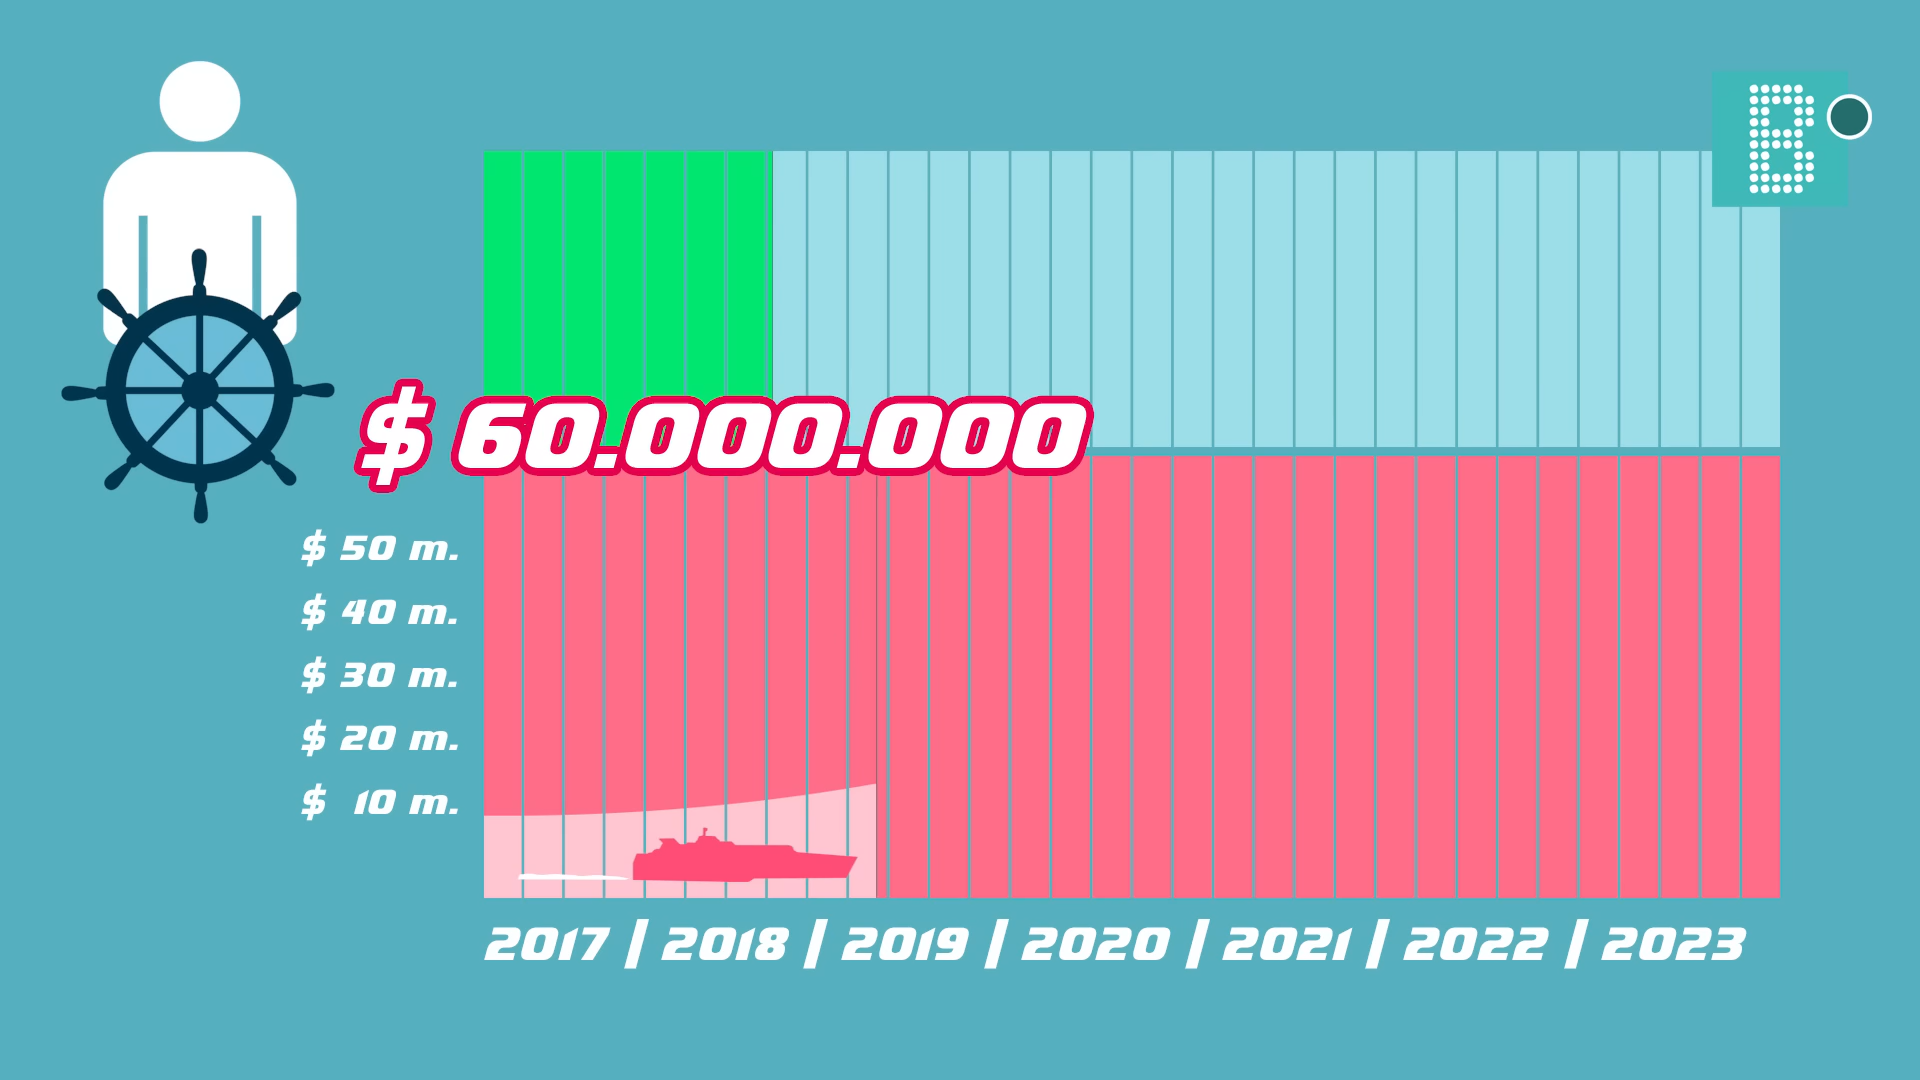 B
$ 60.000.000
$ 50 m.
$ 40 m.
$ 30 m.
$ 20 m.
$ 10 m.
2017 | 2018 | 2019 | 2020 | 2021 | 2022 | 2023